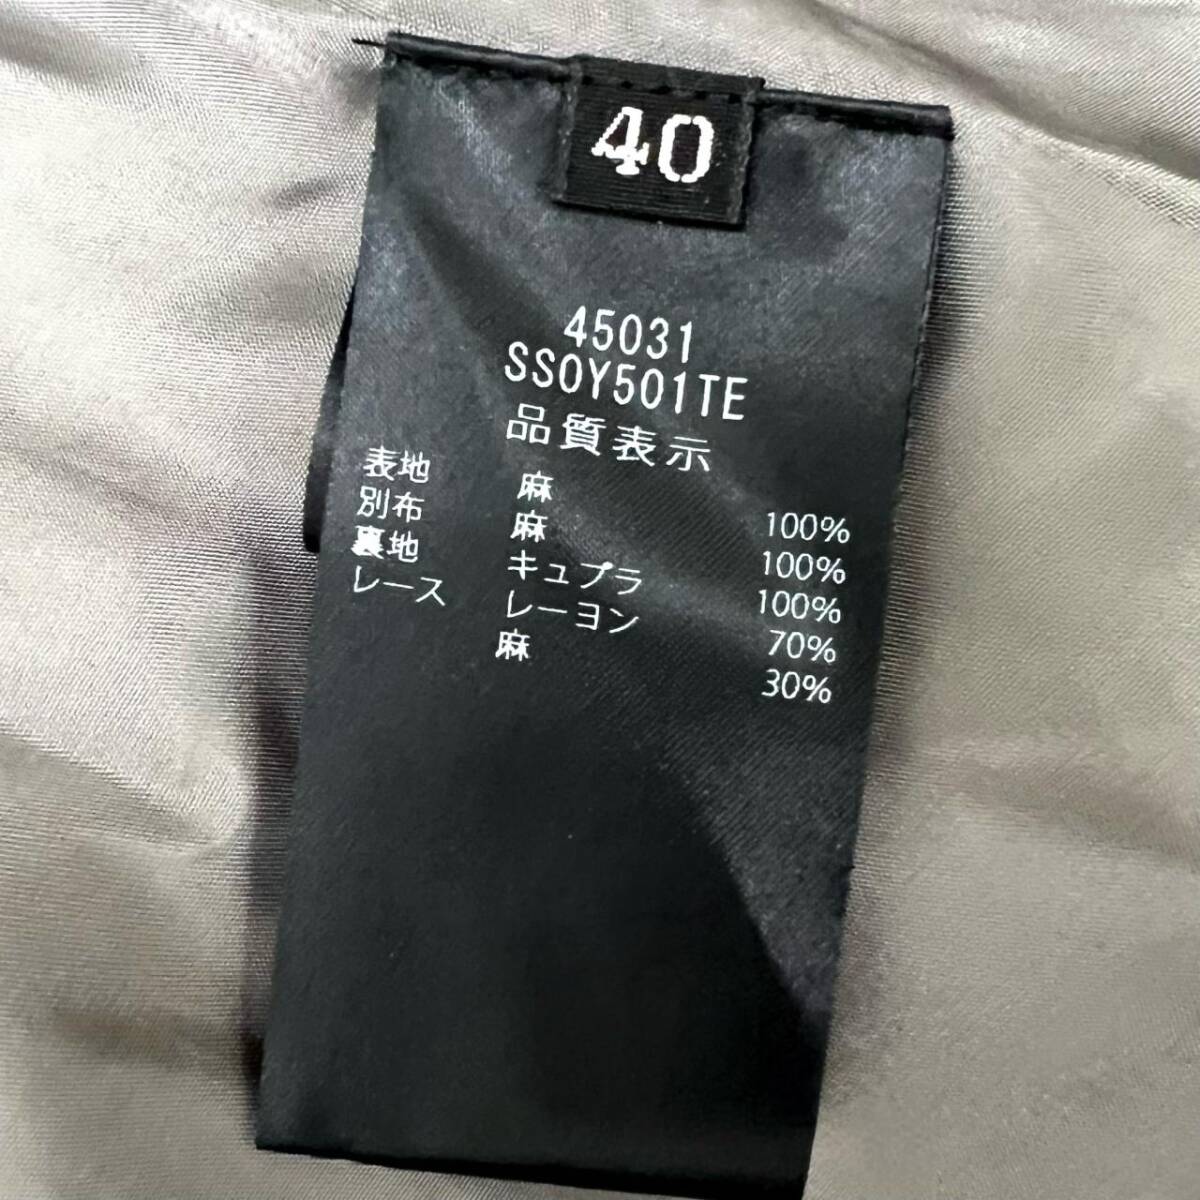 40
45031
SS0Y501TE
品質表示
表地 麻 100%
別布 麻 100%
裏地 キュプラ 100%
レース レーヨン 70%
麻 30%